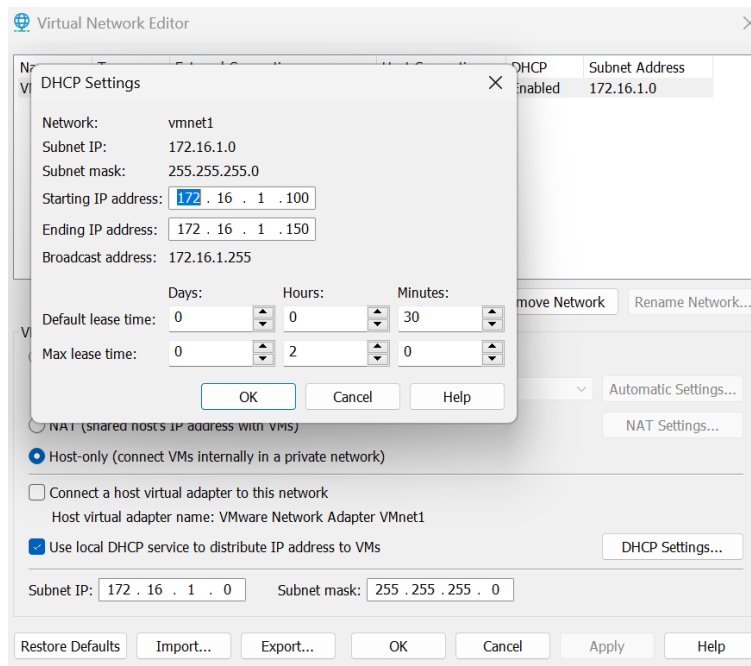 Virtual Network Editor
DHCP Subnet Address
Enabled 172.16.1.0
DHCP Settings
Network: vmnet1
Subnet IP: 172.16.1.0
Subnet mask: 255.255.255.0
Starting IP address: 172 . 16 . 1 . 100
Ending IP address: 172 . 16 . 1 . 150
Broadcast address: 172.16.1.255
Days: Hours: Minutes:
Default lease time: 0 0 30
Max lease time: 0 2 0
OK Cancel Help
move Network Rename Network...
Automatic Settings...
NAT (shared host's IP address with VMs) NAT Settings...
Host-only (connect VMs internally in a private network)
Connect a host virtual adapter to this network
Host virtual adapter name: VMware Network Adapter VMnet1
Use local DHCP service to distribute IP address to VMs DHCP Settings...
Subnet IP: 172 . 16 . 1 . 0 Subnet mask: 255 . 255 . 255 . 0
Restore Defaults Import... Export... OK Cancel Apply Help